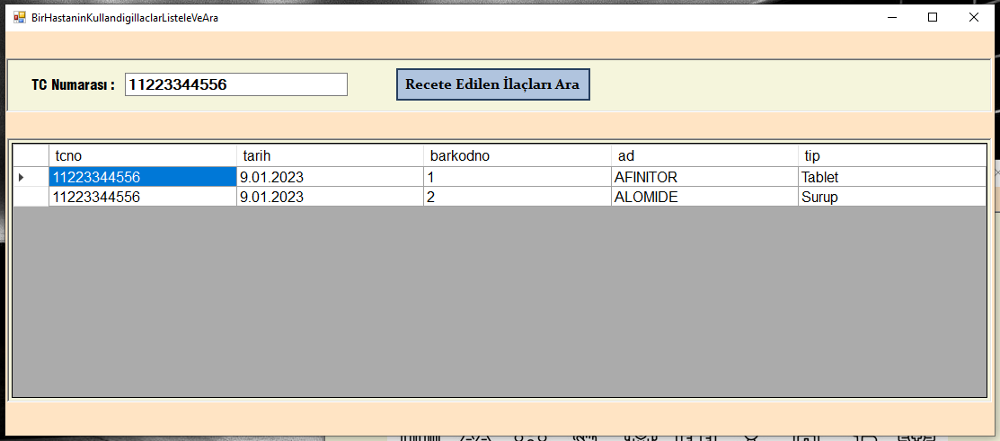 BirHastaninKullandigiIlaclarListeleVeAra
TC Numarası : 11223344556 Recete Edilen İlaçları Ara
tcno tarih barkodno ad tip
11223344556 9.01.2023 1 AFINITOR Tablet
11223344556 9.01.2023 2 ALOMIDE Surup